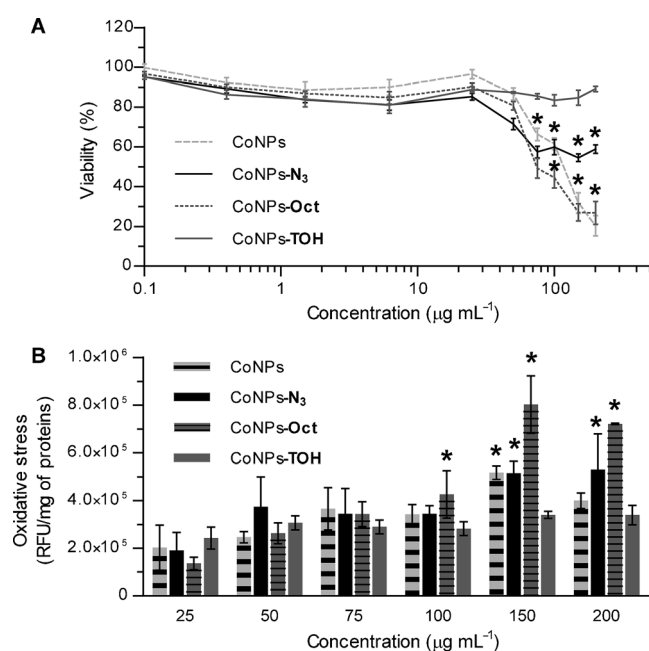 A
120
100
80
60
40
20
0
Viability (%)
CoNPs
CoNPs-N₃
CoNPs-Oct
CoNPs-TOH
* * * *
* * *
0.1 1 10 100
Concentration (µg mL⁻¹)
B
1.0×10⁶
8.0×10⁵
6.0×10⁵
4.0×10⁵
2.0×10⁵
0
Oxidative stress
(RFU/mg of proteins)
CoNPs
CoNPs-N₃
CoNPs-Oct
CoNPs-TOH
* * * * * *
25 50 75 100 150 200
Concentration (µg mL⁻¹)